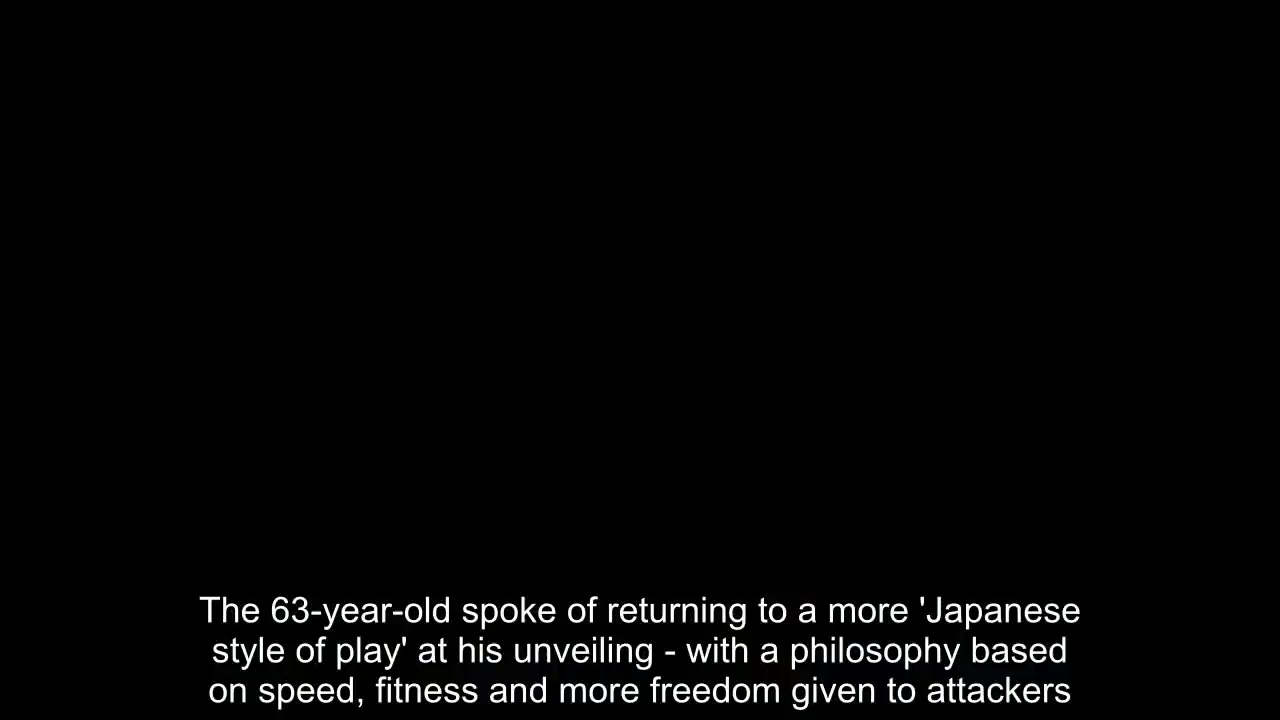 The 63-year-old spoke of returning to a more 'Japanese
style of play' at his unveiling - with a philosophy based
on speed, fitness and more freedom given to attackers